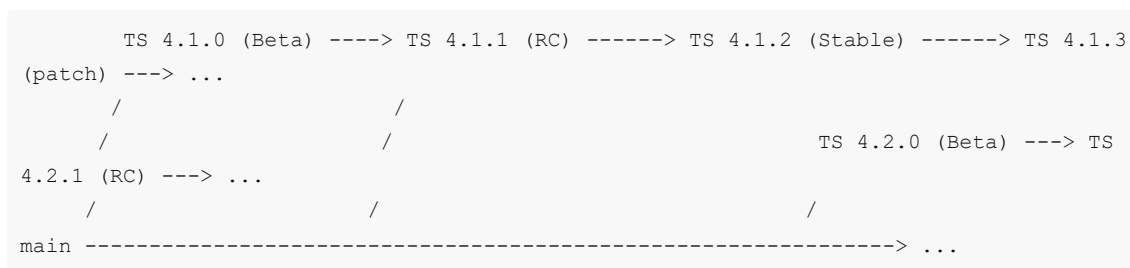 TS 4.1.0 (Beta) ----> TS 4.1.1 (RC) ------> TS 4.1.2 (Stable) ------> TS 4.1.3
(patch) ---> ...
/ /
/ / TS 4.2.0 (Beta) ---> TS
4.2.1 (RC) ---> ...
/ / /
main ---------------------------------------------------------------> ...